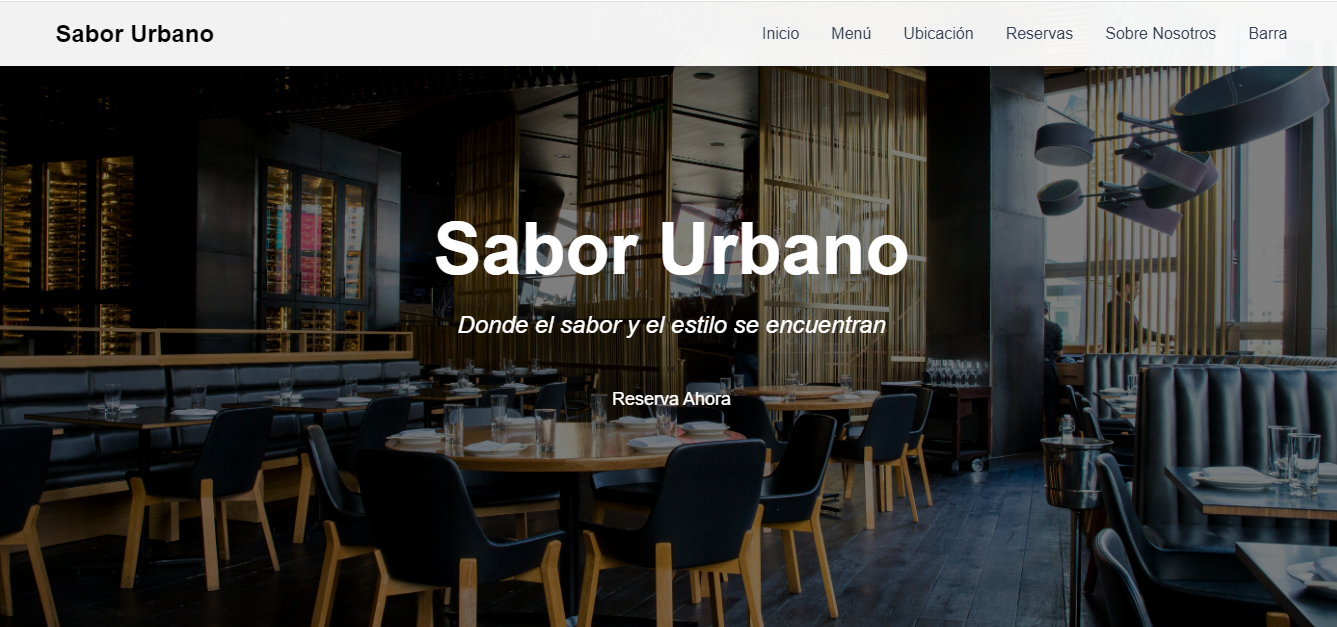 Sabor Urbano
Inicio Menú Ubicación Reservas Sobre Nosotros Barra
Sabor Urbano
Donde el sabor y el estilo se encuentran
Reserva Ahora